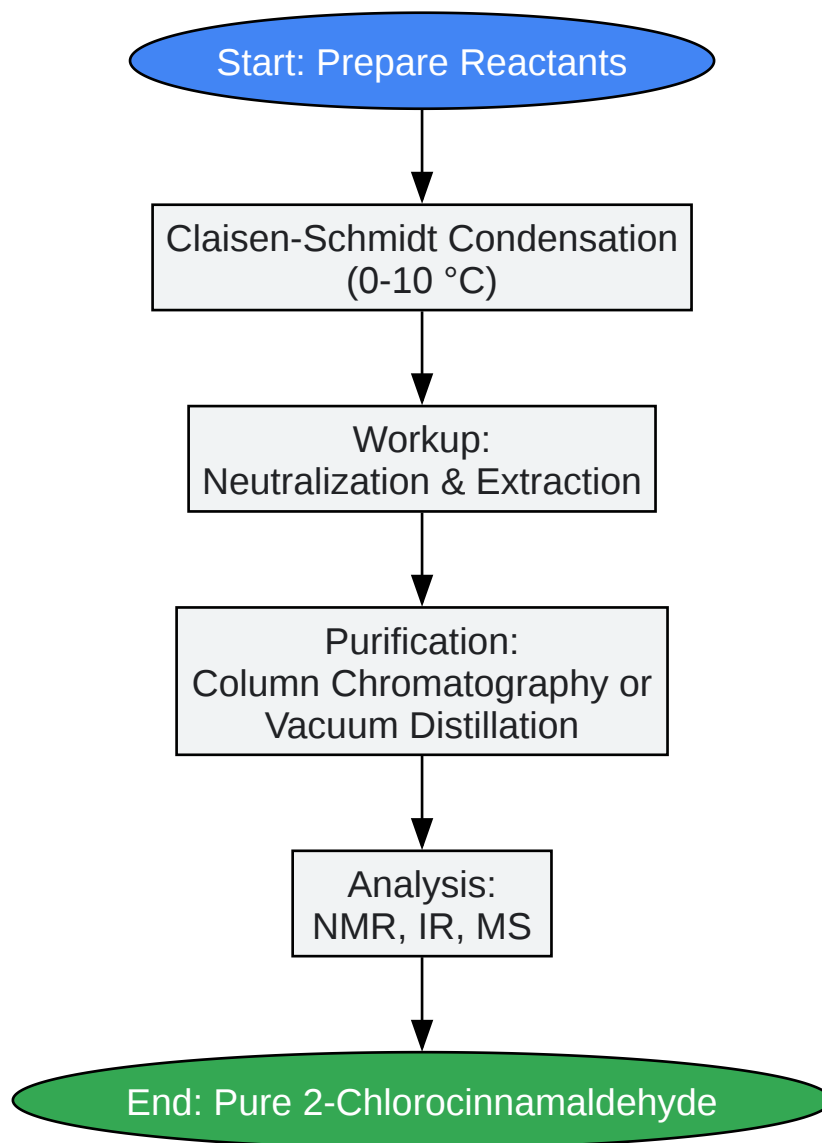 Start: Prepare Reactants
Claisen-Schmidt Condensation
(0-10 °C)
Workup:
Neutralization & Extraction
Purification:
Column Chromatography or
Vacuum Distillation
Analysis:
NMR, IR, MS
End: Pure 2-Chlorocinnamaldehyde